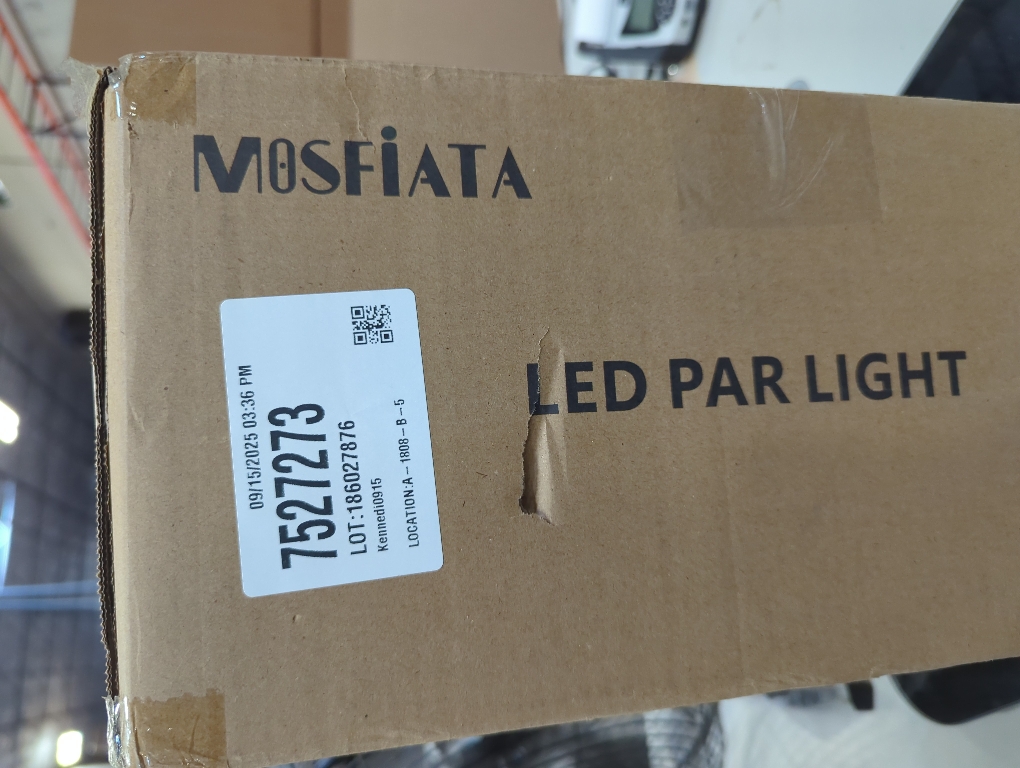 MOSFiATA
LED PAR LIGHT
09/15/2025 03:36 PM
7527273
LOT:186027876
Kennedi0915
LOCATION:A-1808-B-5